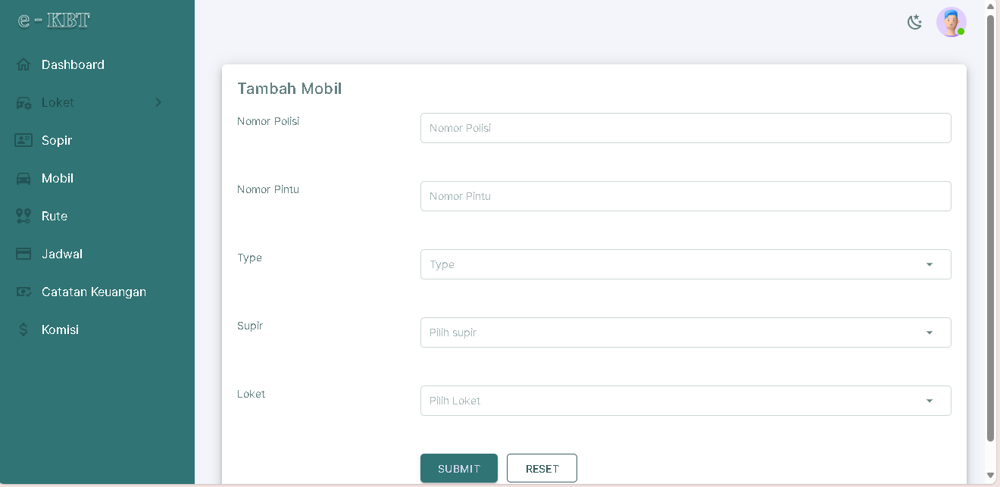 e - KBT
Dashboard
Loket
Sopir
Mobil
Rute
Jadwal
Catatan Keuangan
Komisi
Tambah Mobil
Nomor Polisi
Nomor Polisi
Nomor Pintu
Nomor Pintu
Type
Type
Supir
Pilih supir
Loket
Pilih Loket
SUBMIT
RESET